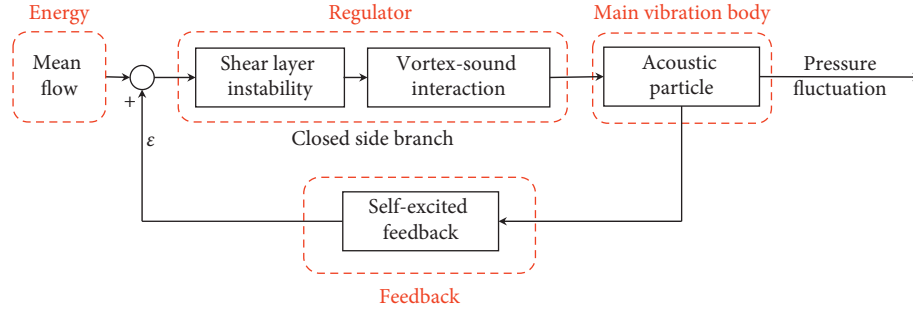 Energy
Regulator
Main vibration body
Mean
flow
+
Shear layer
instability
Vortex-sound
interaction
Acoustic
particle
Pressure
fluctuation
Closed side branch
ε
Self-excited
feedback
Feedback